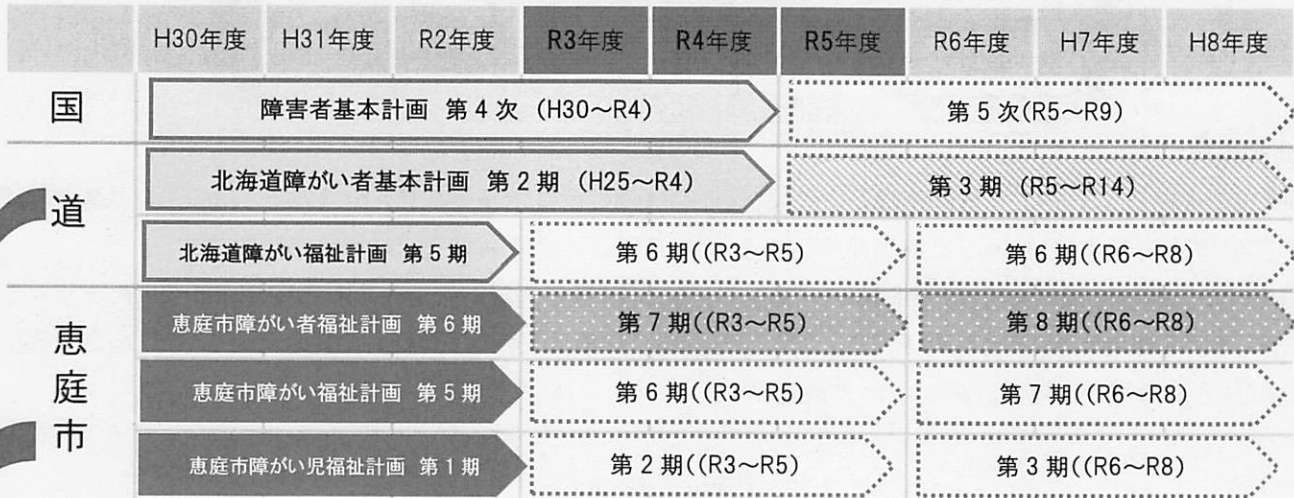 H30年度 H31年度 R2年度 R3年度 R4年度 R5年度 R6年度 H7年度 H8年度
国 障害者基本計画 第4次 (H30～R4) 第5次(R5～R9)
道
北海道障がい者基本計画 第2期 (H25～R4) 第3期 (R5～R14)
北海道障がい福祉計画 第5期 第6期((R3～R5) 第6期((R6～R8)
恵庭市
恵庭市障がい者福祉計画 第6期 第7期((R3～R5) 第8期((R6～R8)
恵庭市障がい福祉計画 第5期 第6期((R3～R5) 第7期((R6～R8)
恵庭市障がい児福祉計画 第1期 第2期((R3～R5) 第3期((R6～R8)